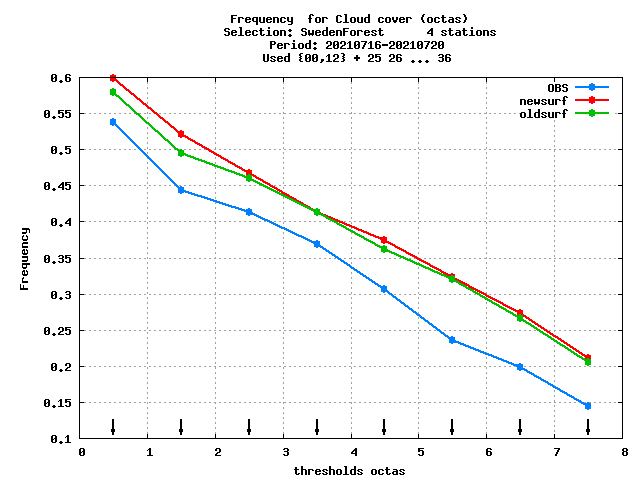 Frequency  for Cloud cover (octas)
Selection: SwedenForest      4 stations
Period: 20210716-20210720
Used {00,12} + 25 26 ... 36
OBS
newsurf
oldsurf
Frequency
0.6
0.55
0.5
0.45
0.4
0.35
0.3
0.25
0.2
0.15
0.1
0 1 2 3 4 5 6 7 8
thresholds octas